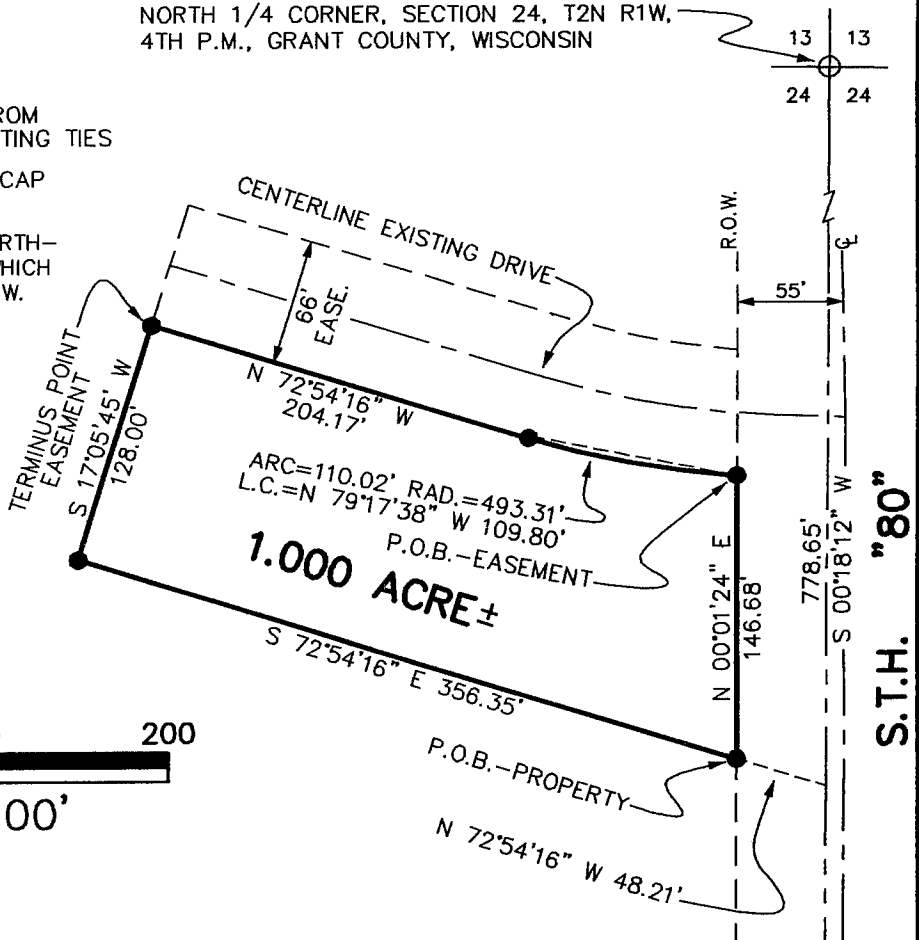 NORTH 1/4 CORNER, SECTION 24, T2N R1W,
4TH P.M., GRANT COUNTY, WISCONSIN
13 13
24 24
ROM
TING TIES
CAP
RTH-
HICH
W.
CENTERLINE EXISTING DRIVE
R.O.W.
℄
55'
66'
EASE.
TERMINUS POINT
EASEMENT
S 17°05'45" W
128.00'
N 72°54'16" W
204.17'
ARC=110.02' RAD.=493.31'
L.C.=N 79°17'38" W 109.80'
P.O.B.-EASEMENT
1.000 ACRE±
N 00°01'24" E
146.68'
778.65'
S 00°18'12" W
S.T.H. "80"
S 72°54'16" E 356.35'
200
00'
P.O.B.-PROPERTY
N 72°54'16" W 48.21'